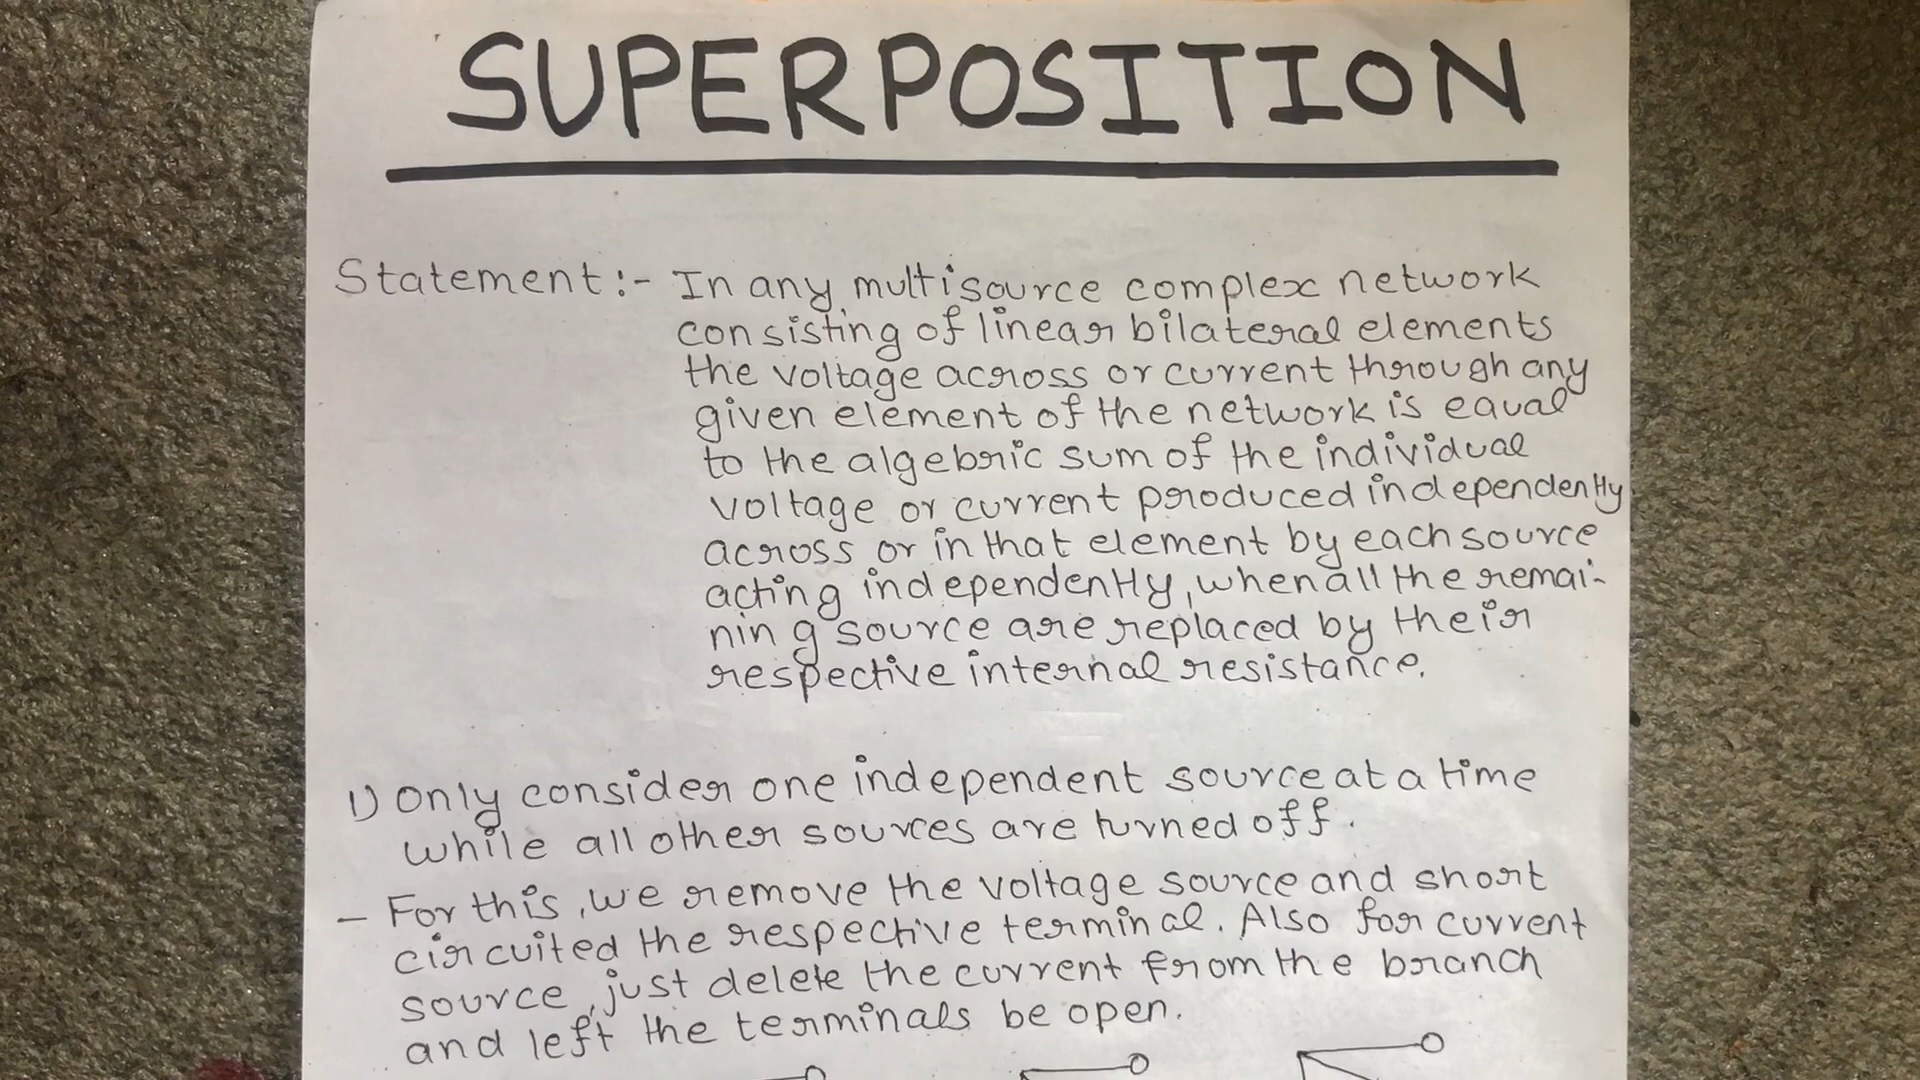 SUPERPOSITION
Statement :- In any multisource complex network
consisting of linear bilateral elements
the voltage across or current through any
given element of the network is eaual
to the algebric sum of the individual
voltage or current produced independently
across or in that element by each source
acting independently, when all the remai-
ning source are replaced by their
respective internal resistance.
1) Only consider one independent source at a time
while all other sources are turned off.
- For this, we remove the voltage source and short
circuited the respective terminal. Also for current
source, just delete the current from the branch
and left the terminals be open.